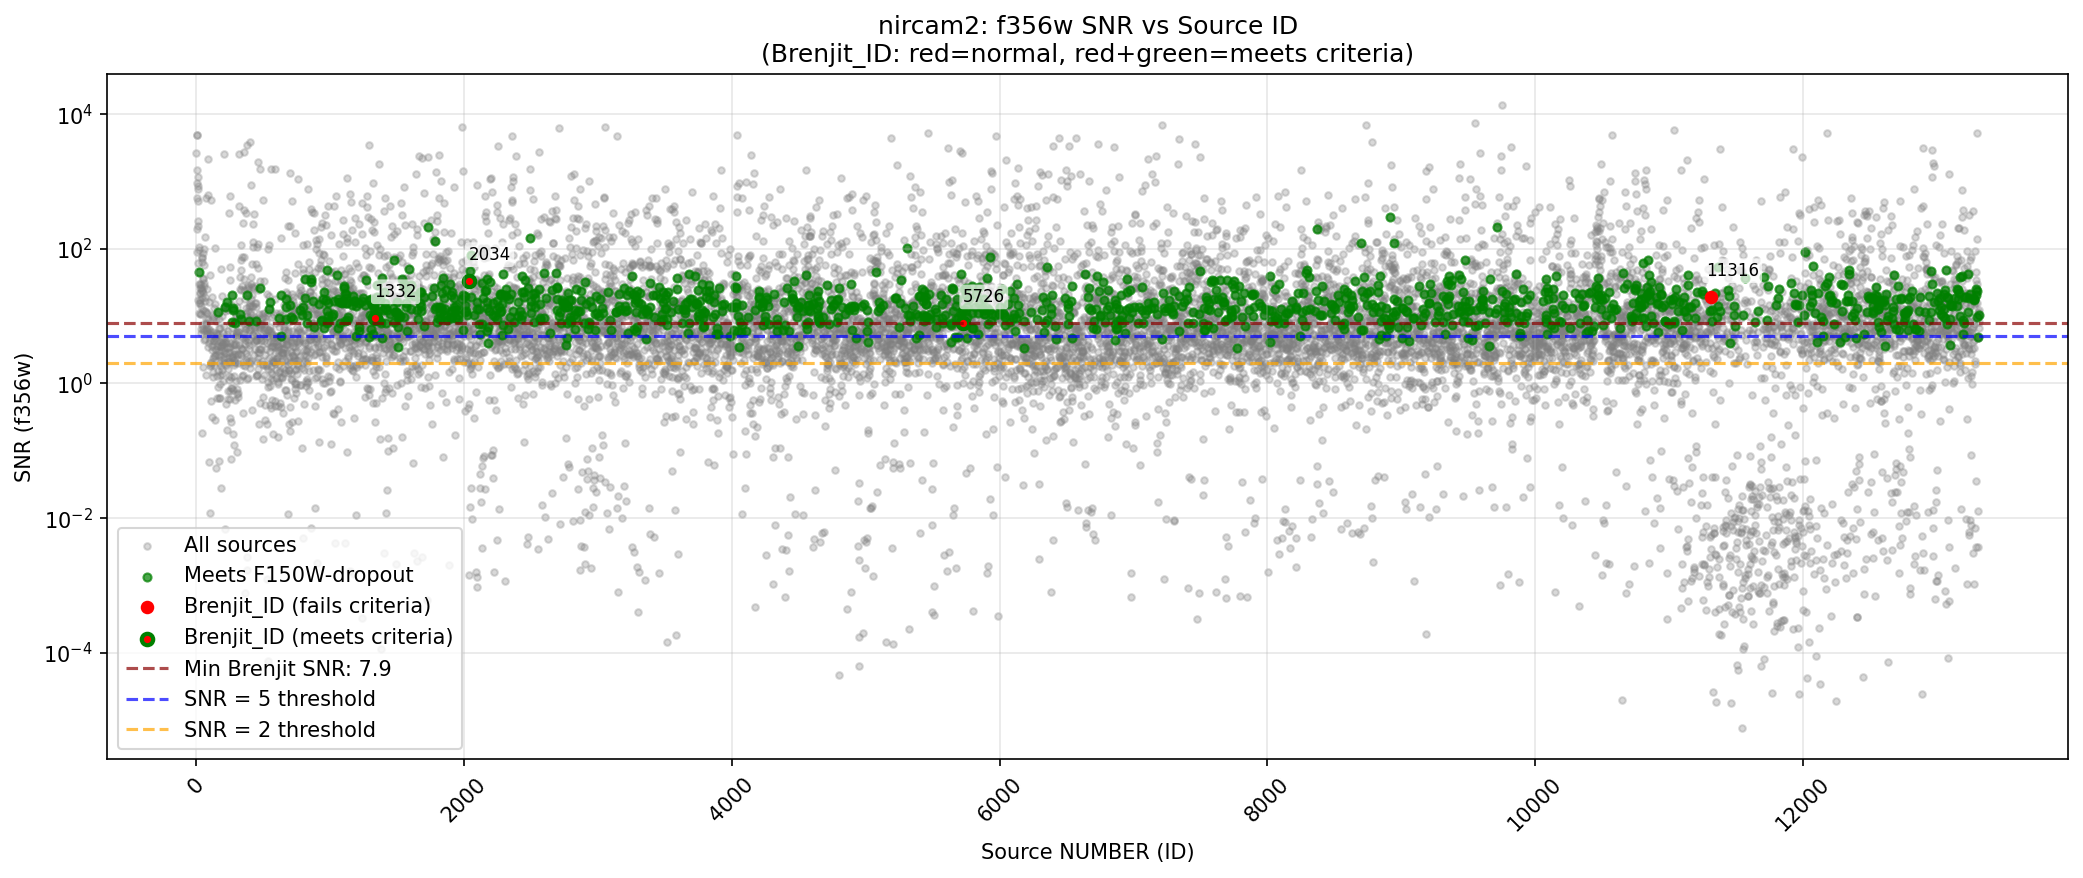 nircam2: f356w SNR vs Source ID
(Brenjit_ID: red=normal, red+green=meets criteria)
SNR (f356w)
10^4
10^2
10^0
10^-2
10^-4
2034
1332
5726
11316
All sources
Meets F150W-dropout
Brenjit_ID (fails criteria)
Brenjit_ID (meets criteria)
Min Brenjit SNR: 7.9
SNR = 5 threshold
SNR = 2 threshold
0
2000
4000
6000
8000
10000
12000
Source NUMBER (ID)